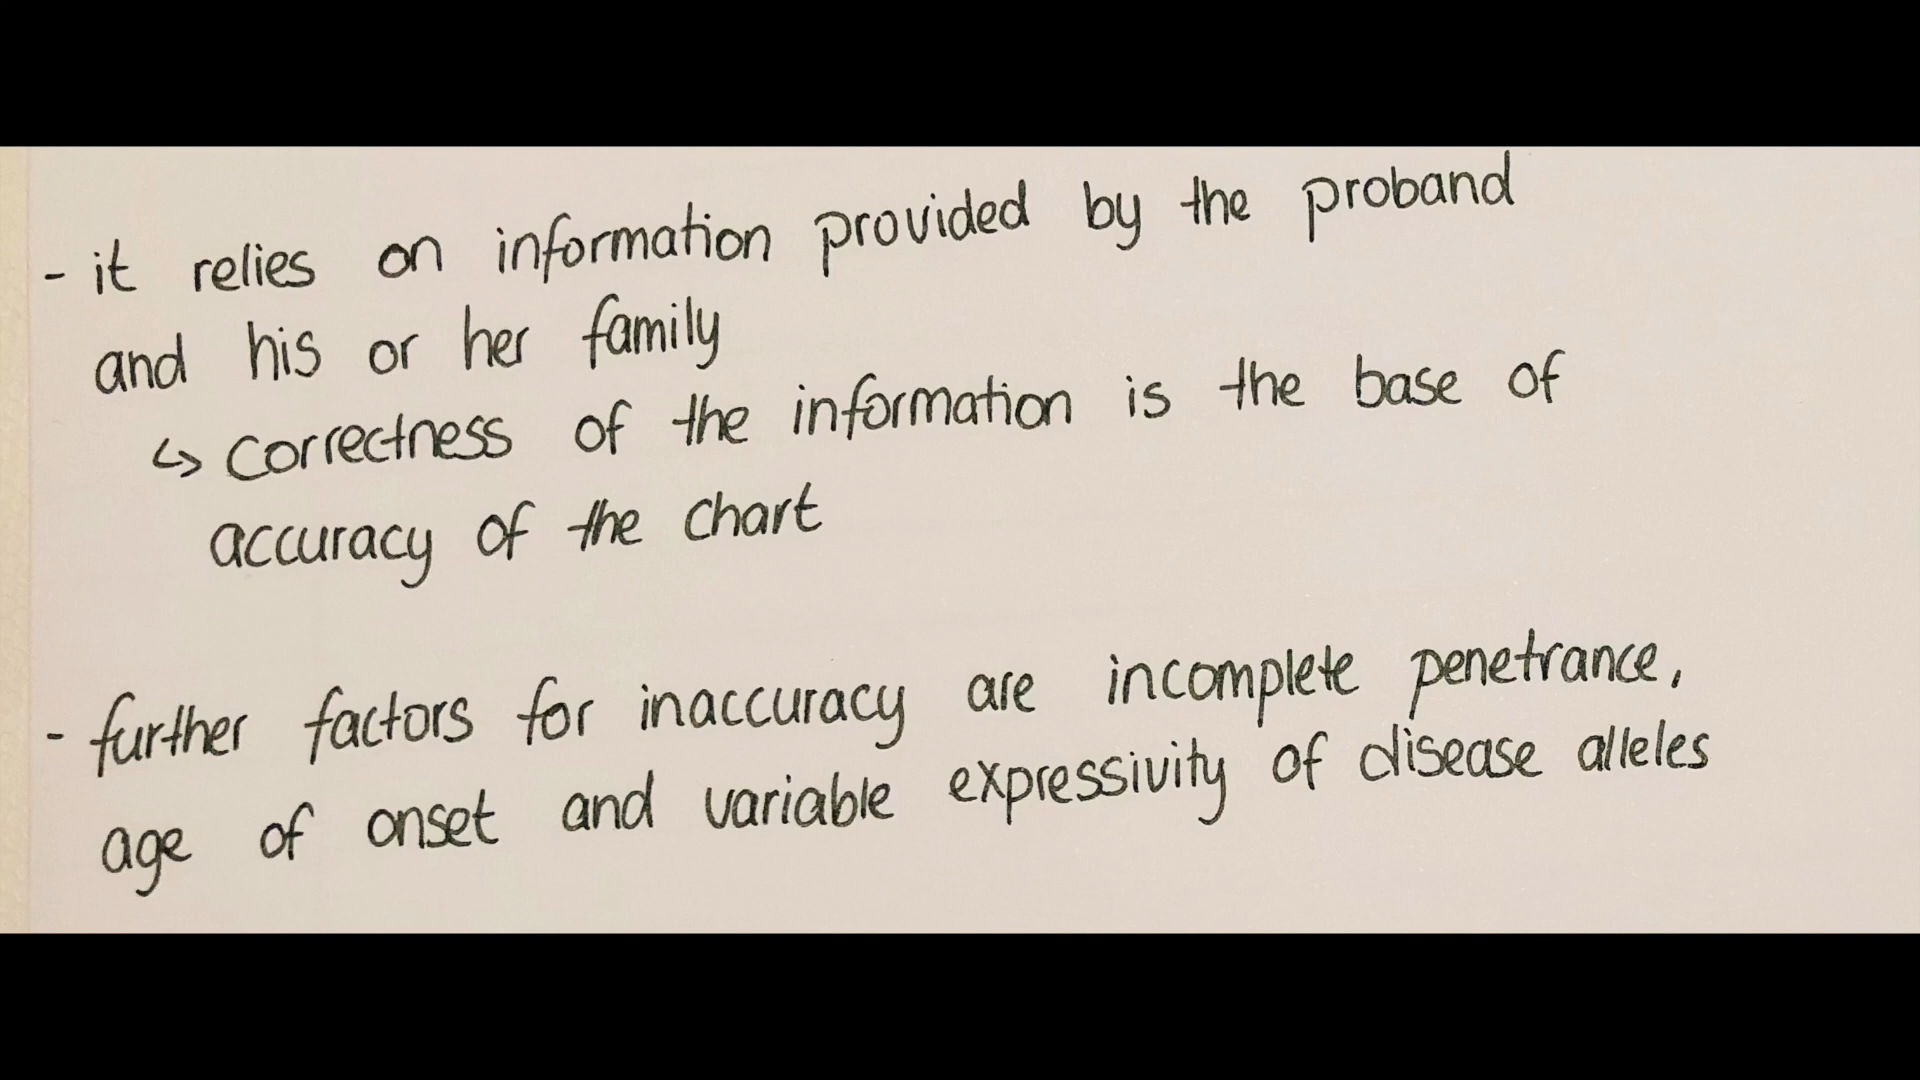 - it relies on information provided by the proband
and his or her family
↳ correctness of the information is the base of
accuracy of the chart
- further factors for inaccuracy are incomplete penetrance,
age of onset and variable expressivity of disease alleles